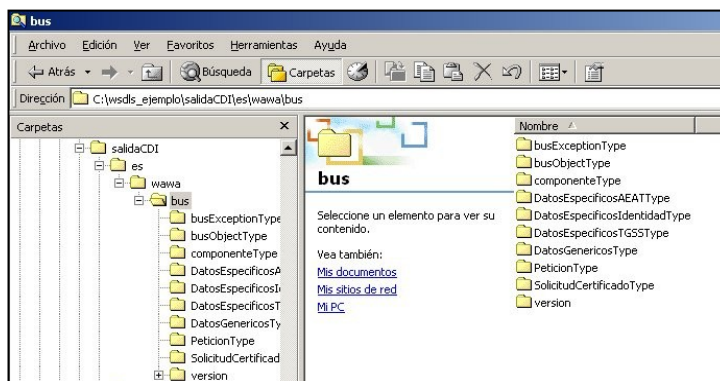 bus
Archivo Edición Ver Favoritos Herramientas Ayuda
Atrás Búsqueda Carpetas
Dirección C:\wsdls_ejemplo\salidaCDI\es\wawa\bus
Carpetas
salidaCDI
es
wawa
bus
busExceptionType
busObjectType
componenteType
DatosEspecificosA
DatosEspecificosI
DatosEspecificosT
DatosGenericosTy
PeticionType
SolicitudCertificad
version
bus
Seleccione un elemento para ver su
contenido.
Vea también:
Mis documentos
Mis sitios de red
Mi PC
Nombre
busExceptionType
busObjectType
componenteType
DatosEspecificosAEATType
DatosEspecificosIdentidadType
DatosEspecificosTGSSType
DatosGenericosType
PeticionType
SolicitudCertificadoType
version